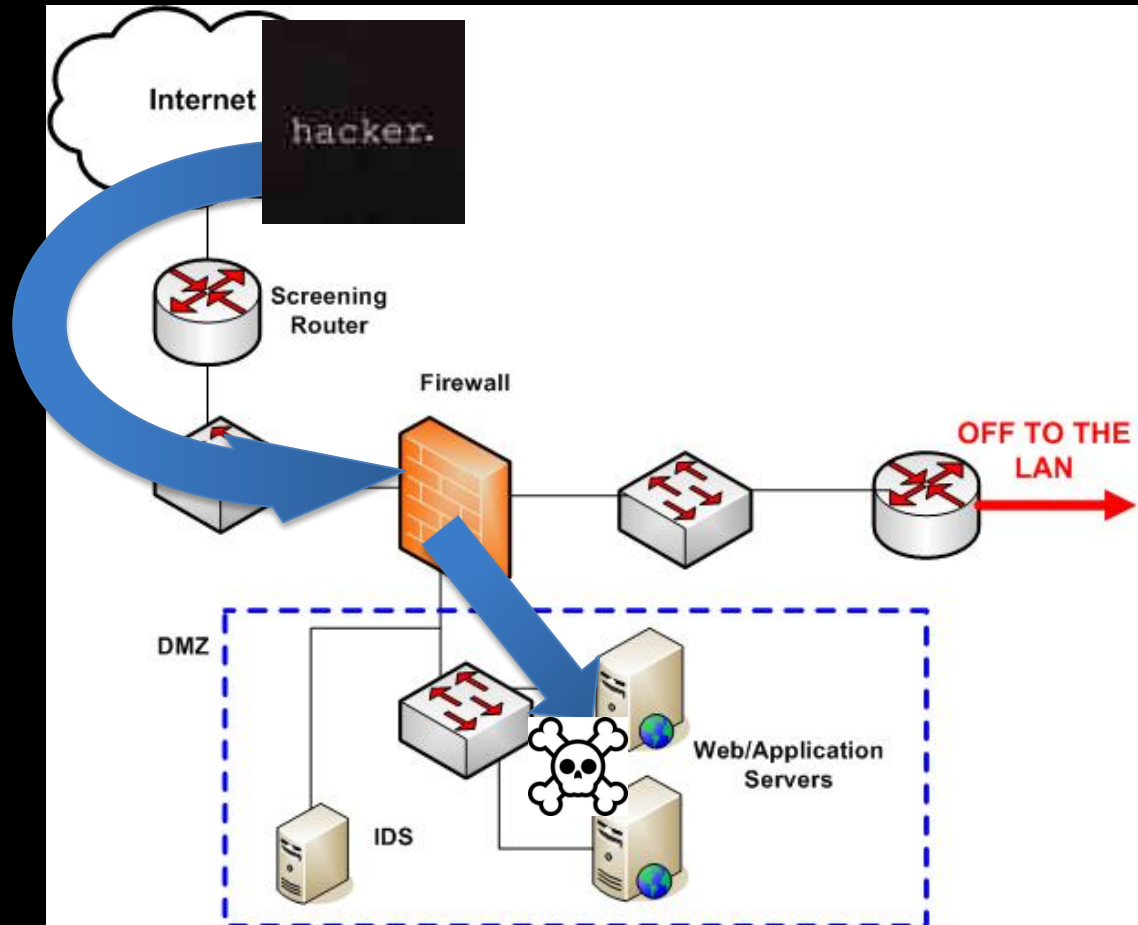 Internet
hacker.
Screening
Router
Firewall
OFF TO THE
LAN
DMZ
Web/Application
Servers
IDS